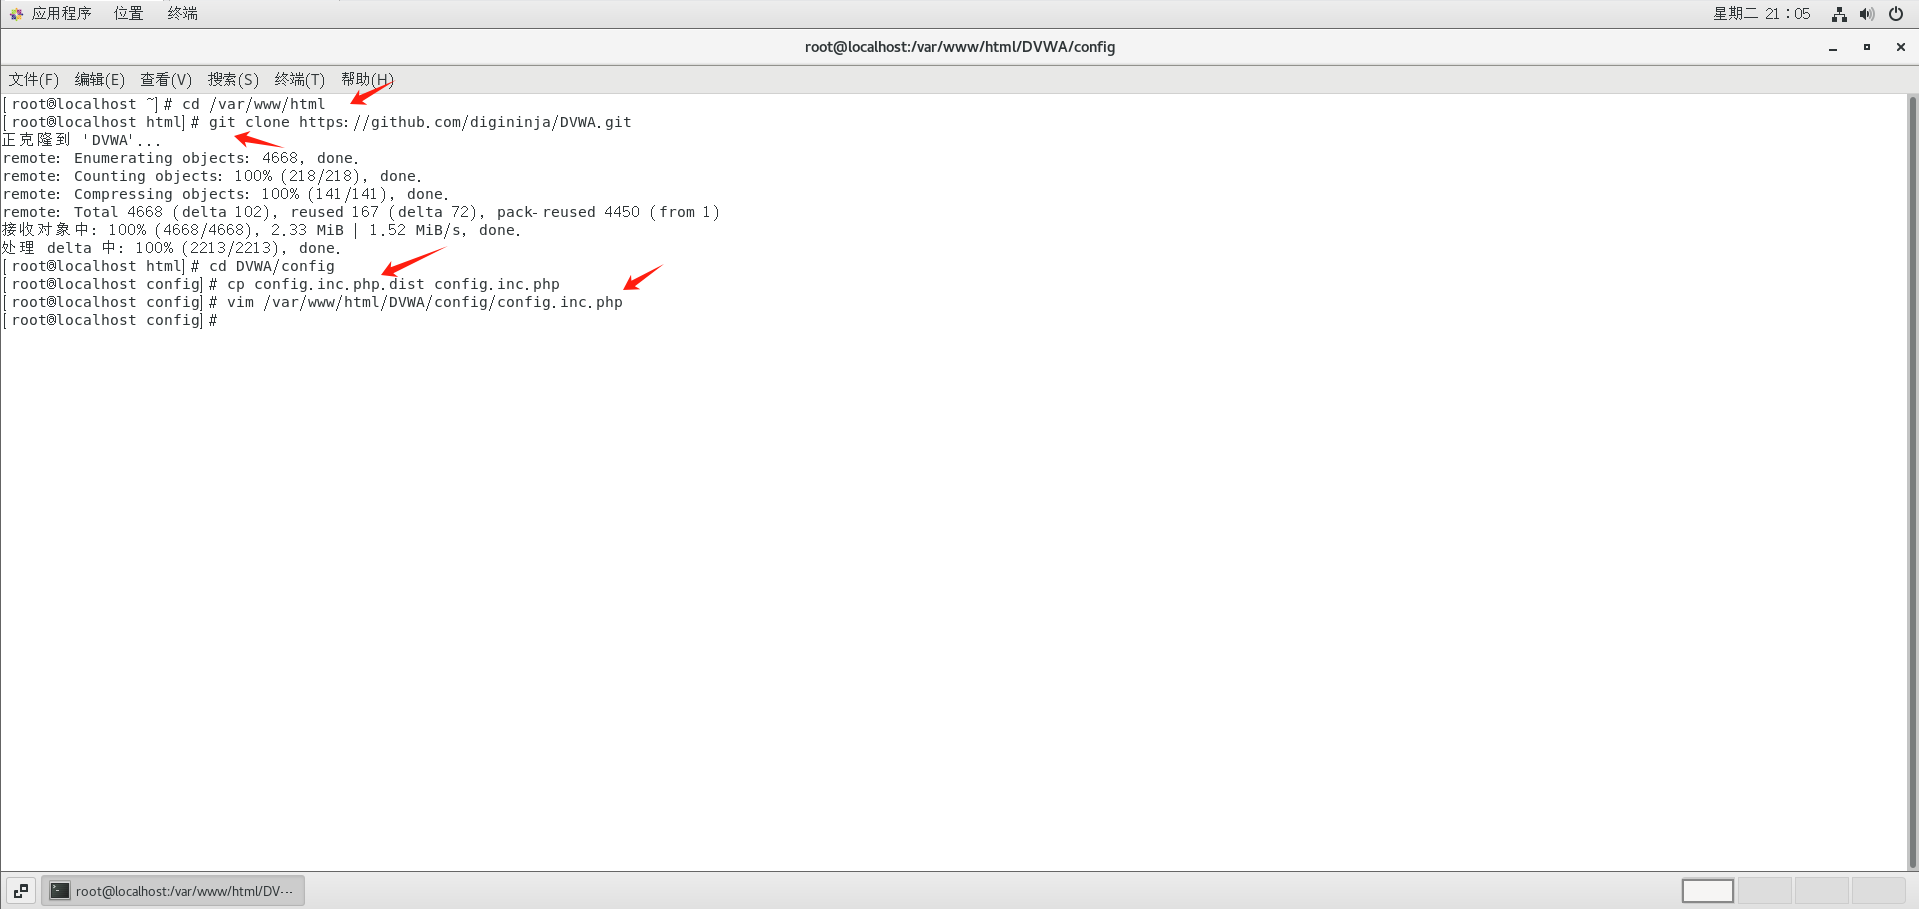 应用程序 位置 终端 星期二 21：05
root@localhost:/var/www/html/DVWA/config
文件(F) 编辑(E) 查看(V) 搜索(S) 终端(T) 帮助(H)
[root@localhost ~]# cd /var/www/html
[root@localhost html]# git clone https://github.com/digininja/DVWA.git
正克隆到 'DVWA'...
remote: Enumerating objects: 4668, done.
remote: Counting objects: 100% (218/218), done.
remote: Compressing objects: 100% (141/141), done.
remote: Total 4668 (delta 102), reused 167 (delta 72), pack-reused 4450 (from 1)
接收对象中: 100% (4668/4668), 2.33 MiB | 1.52 MiB/s, done.
处理 delta 中: 100% (2213/2213), done.
[root@localhost html]# cd DVWA/config
[root@localhost config]# cp config.inc.php.dist config.inc.php
[root@localhost config]# vim /var/www/html/DVWA/config/config.inc.php
[root@localhost config]#
root@localhost:/var/www/html/DV···